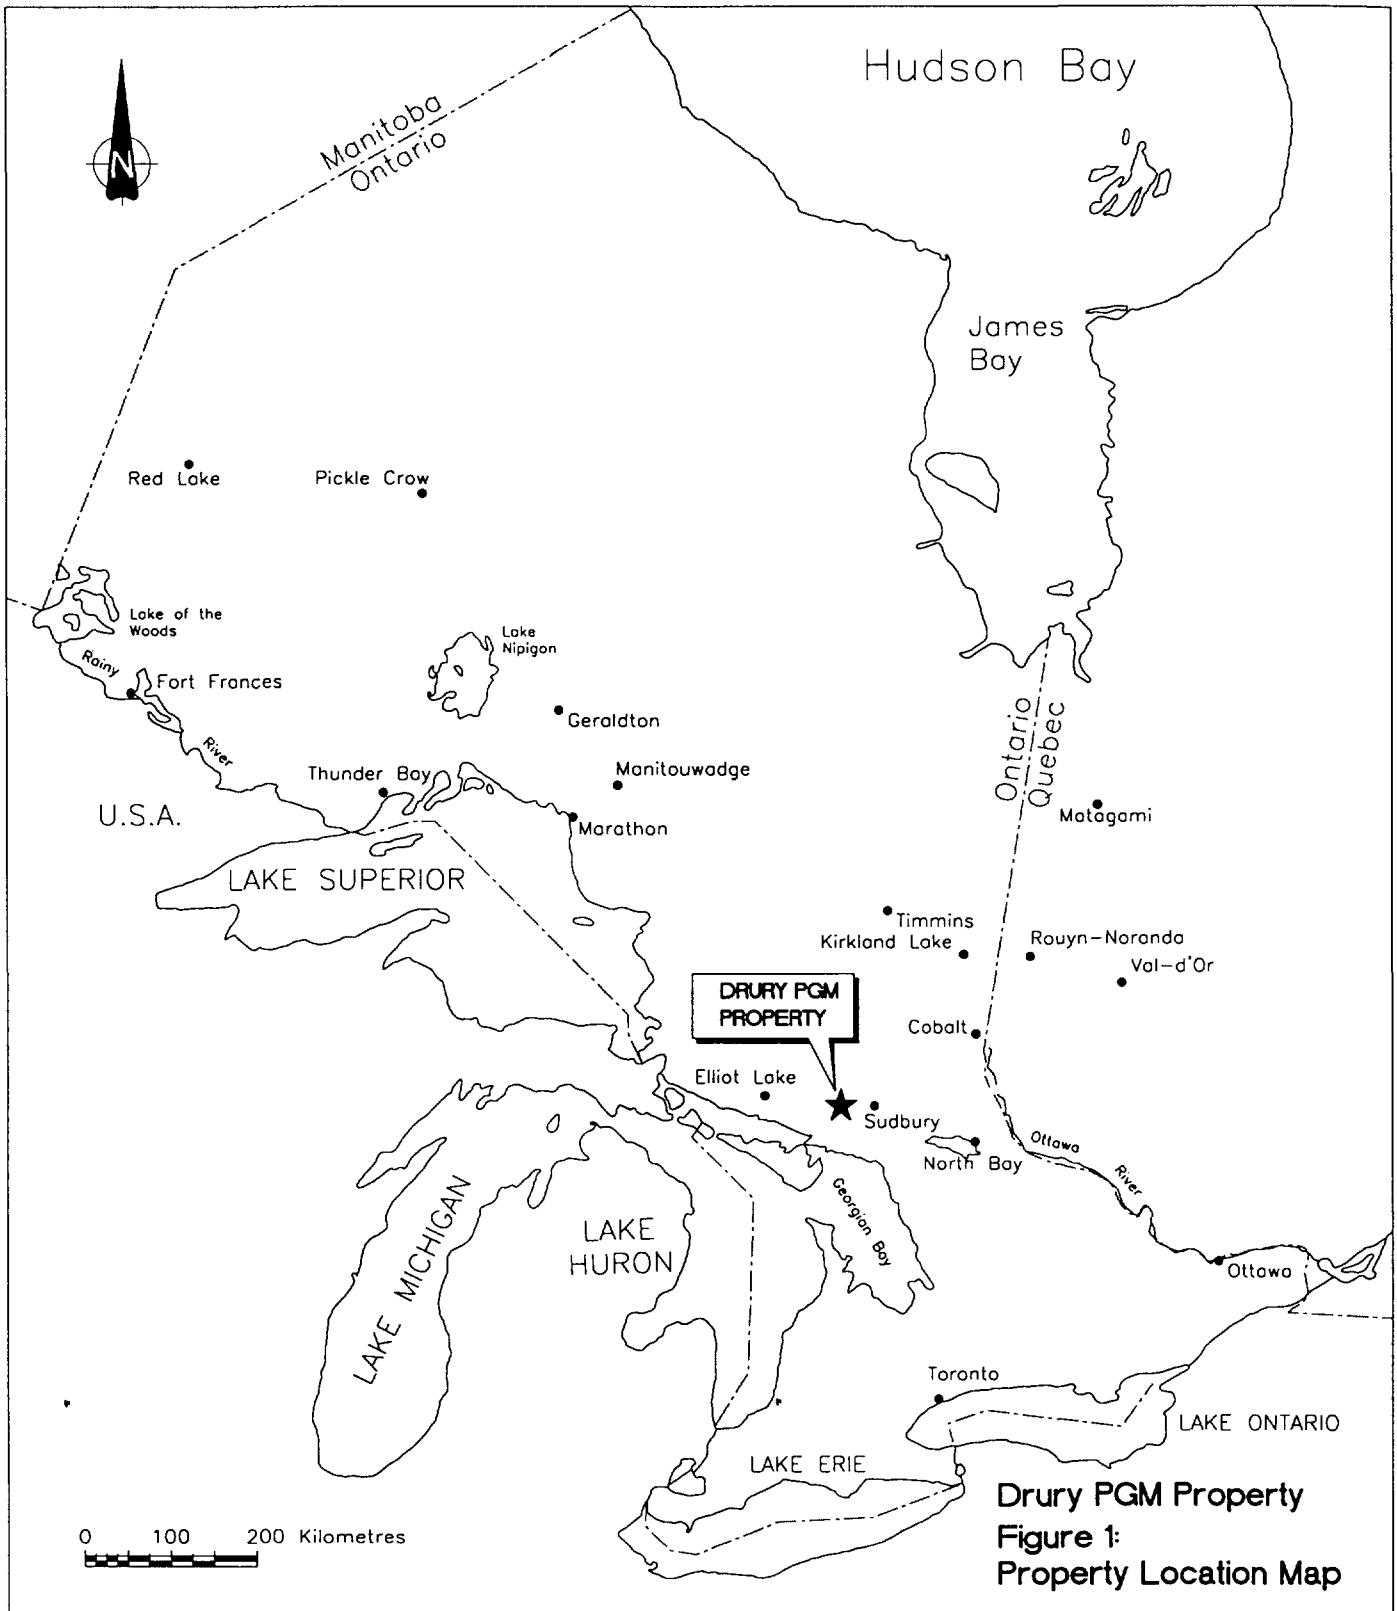 Hudson Bay
Manitoba
Ontario
N
James
Bay
Red Lake
Pickle Crow
Lake of the
Woods
Lake
Nipigon
Rainy
Fort Frances
Geraldton
River
Ontario
Quebec
Thunder Bay
Manitouwadge
U.S.A.
Marathon
Matagami
LAKE SUPERIOR
Timmins
Kirkland Lake
Rouyn-Noranda
Val-d'Or
DRURY PGM
PROPERTY
Cobalt
Elliot Lake
Sudbury
Ottawa
North Bay
River
Georgian Bay
LAKE MICHIGAN
LAKE
HURON
Ottawa
Toronto
LAKE ONTARIO
LAKE ERIE
Drury PGM Property
Figure 1:
Property Location Map
0 100 200 Kilometres